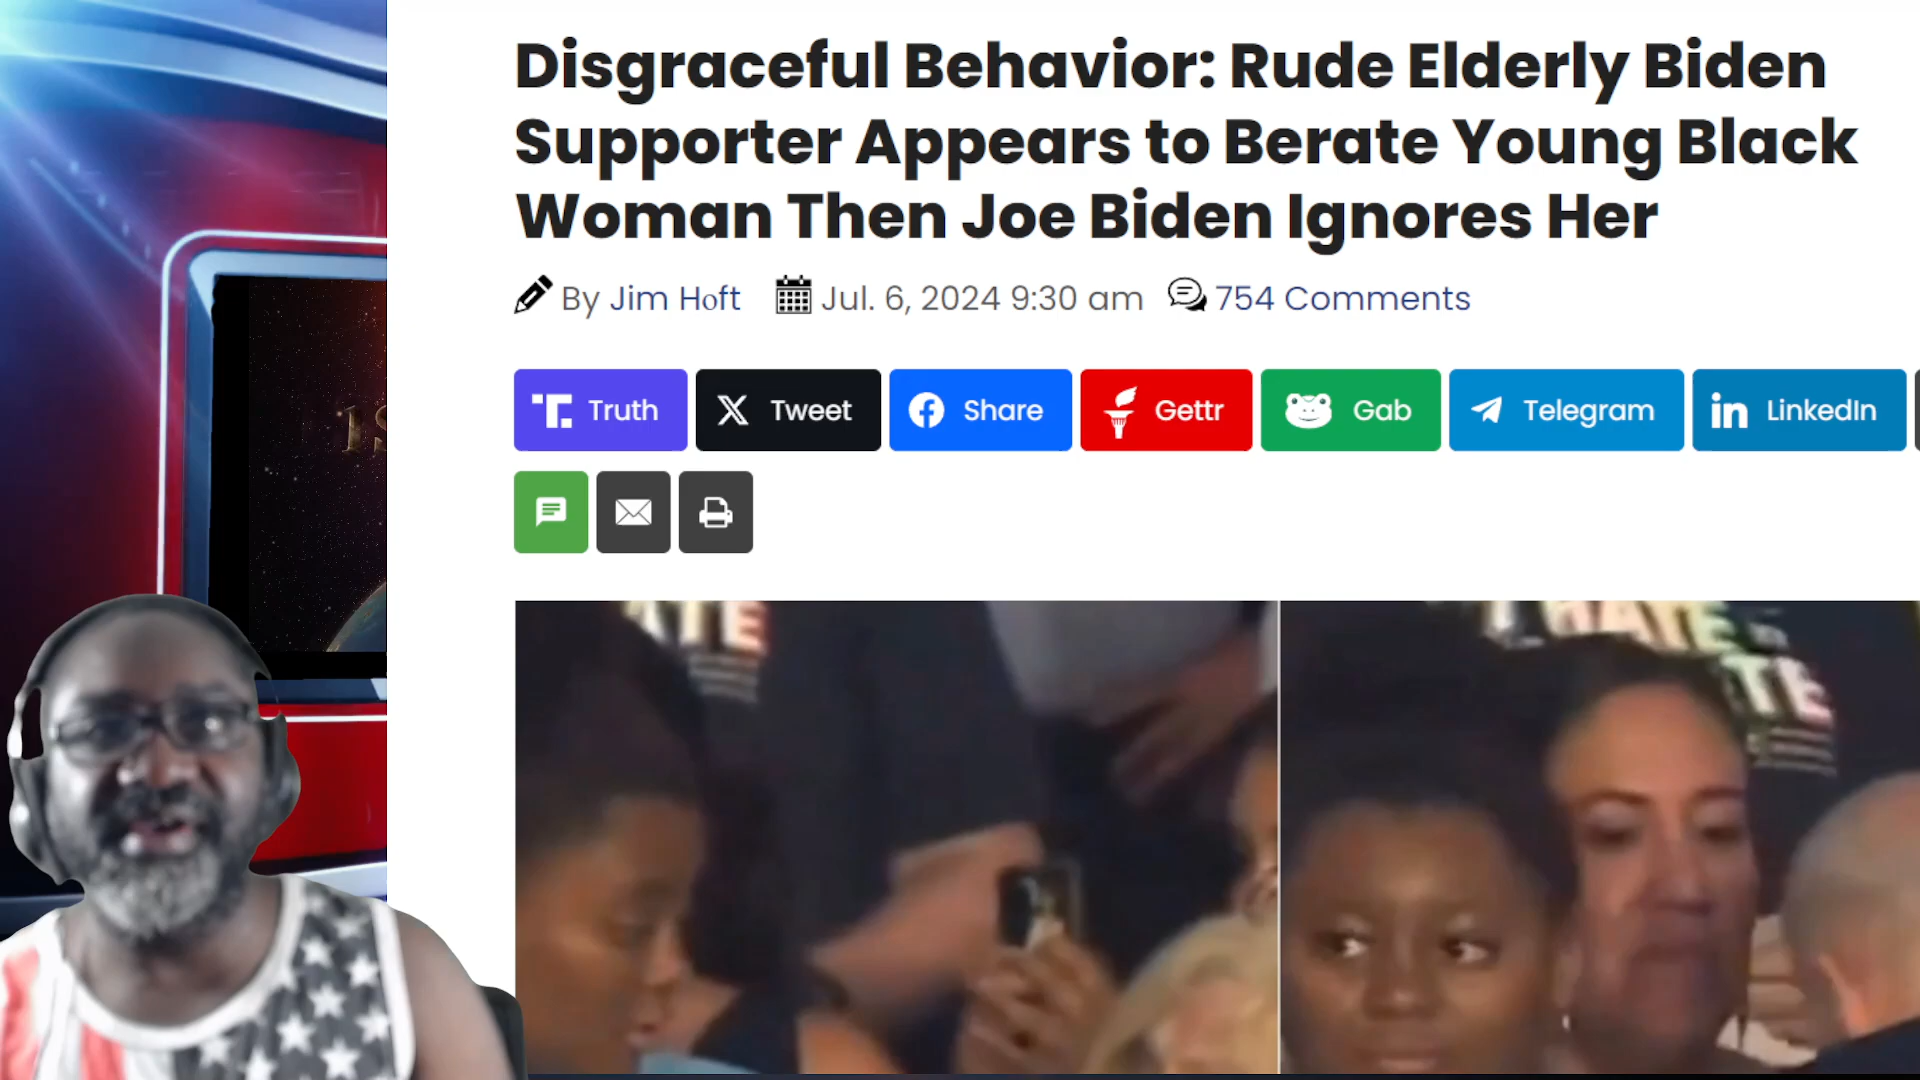 Disgraceful Behavior: Rude Elderly Biden
Supporter Appears to Berate Young Black
Woman Then Joe Biden Ignores Her
By Jim Hoft Jul. 6, 2024 9:30 am 754 Comments
Truth Tweet Share Gettr Gab Telegram LinkedIn